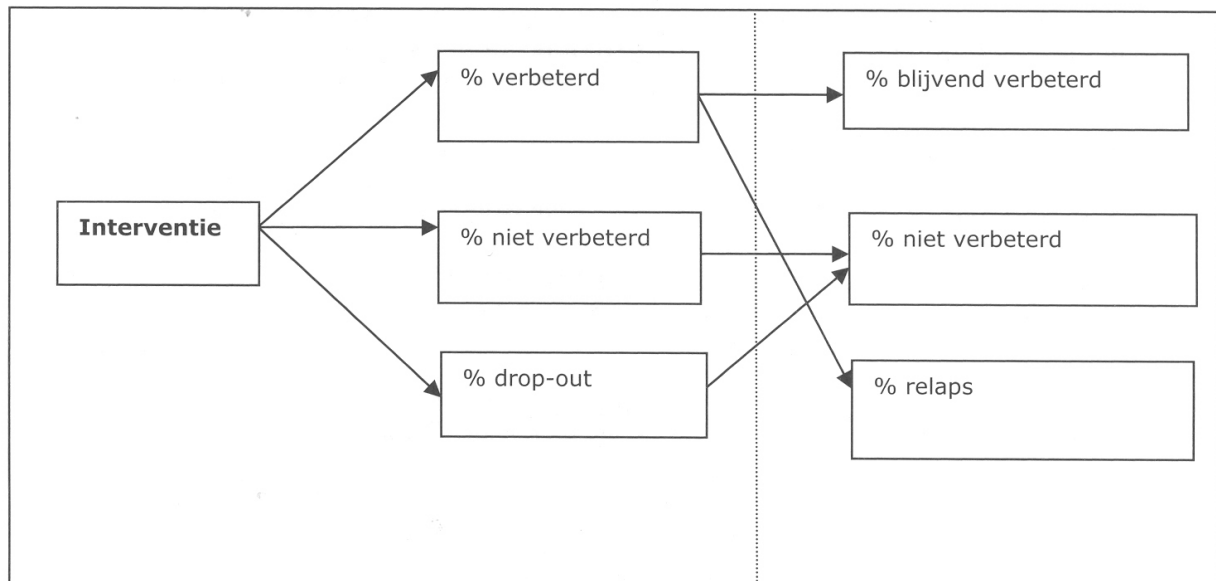 % verbeterd
% blijvend verbeterd
Interventie
% niet verbeterd
% niet verbeterd
% drop-out
% relaps